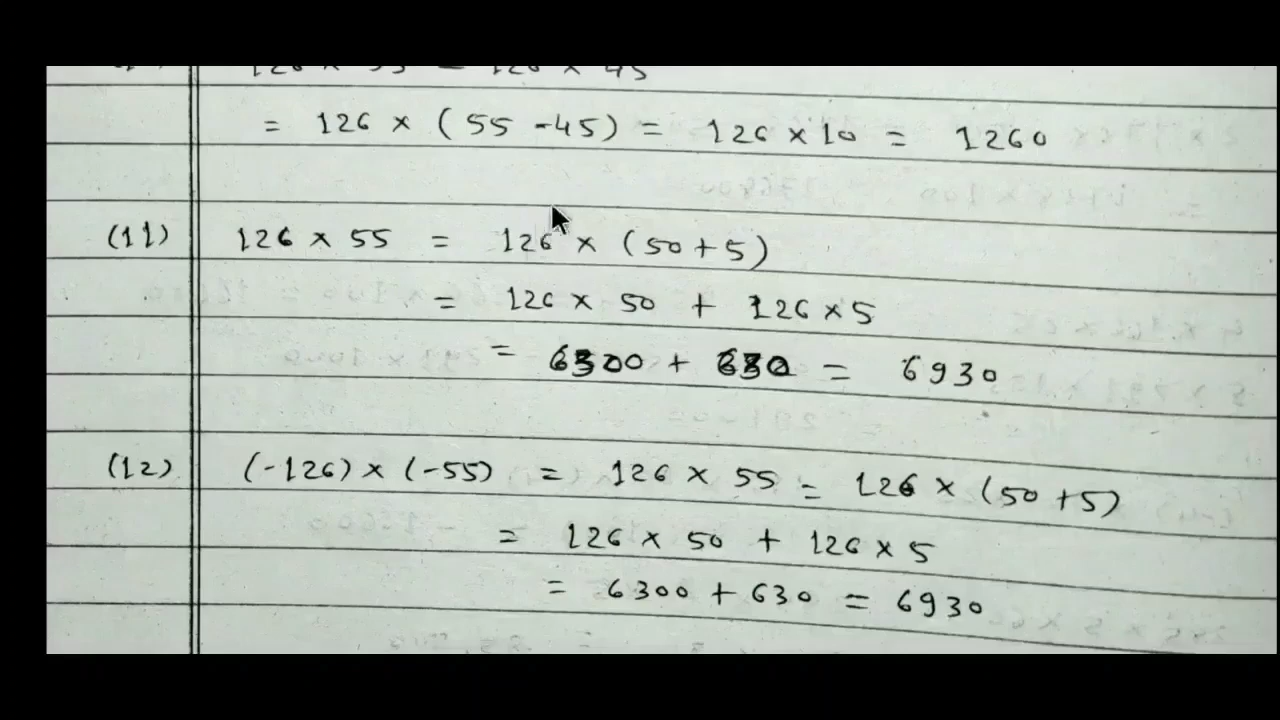 = 126 × (55 -45) = 126 × 10 = 1260
(11) 126 × 55 = 126 × (50 + 5)
= 126 × 50 + 126 × 5
= 6300 + 630 = 6930
(12) (-126) × (-55) = 126 × 55 = 126 × (50 + 5)
= 126 × 50 + 126 × 5
= 6300 + 630 = 6930